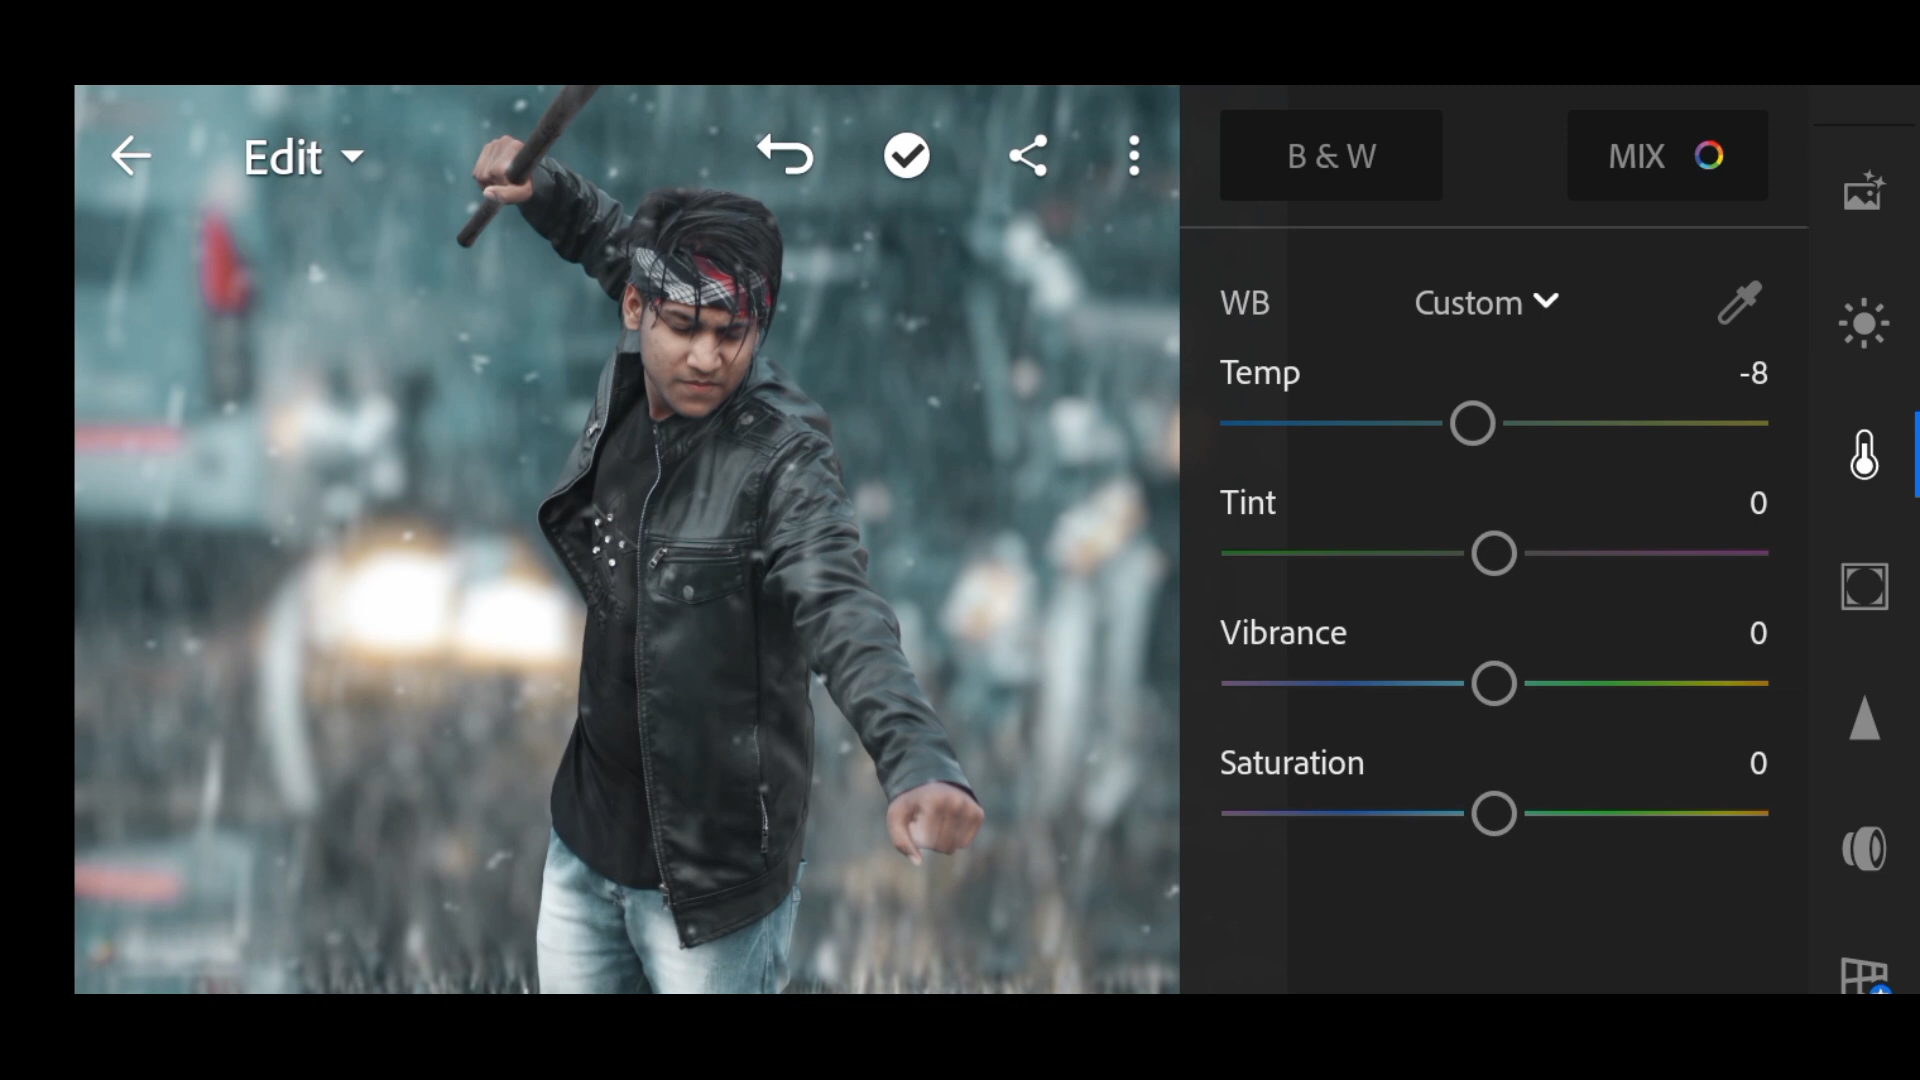 Edit
B & W
MIX
WB
Custom
Temp
-8
Tint
0
Vibrance
0
Saturation
0